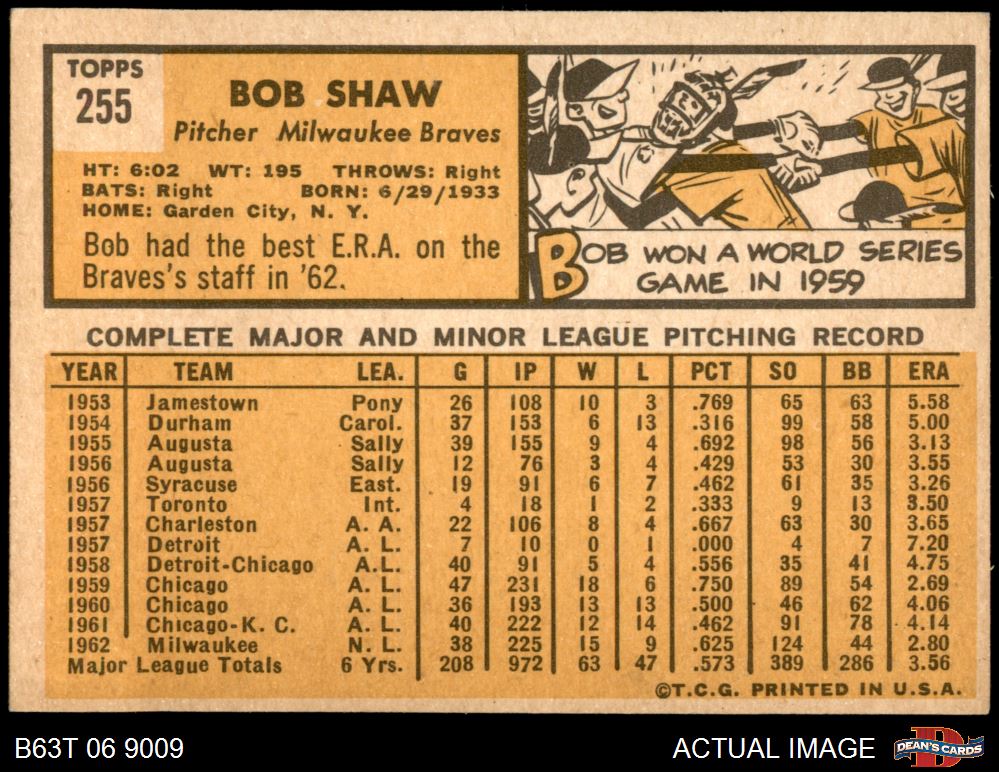 TOPPS
255
BOB SHAW
Pitcher Milwaukee Braves
HT: 6:02 WT: 195 THROWS: Right
BATS: Right BORN: 6/29/1933
HOME: Garden City, N. Y.
Bob had the best E.R.A. on the
Braves's staff in '62.
BOB WON A WORLD SERIES
GAME IN 1959
COMPLETE MAJOR AND MINOR LEAGUE PITCHING RECORD
YEAR TEAM LEA. G IP W L PCT SO BB ERA
1953 Jamestown Pony 26 108 10 3 .769 65 63 5.58
1954 Durham Carol. 37 153 6 13 .316 99 58 5.00
1955 Augusta Sally 39 155 9 4 .692 98 56 3.13
1956 Augusta Sally 12 76 3 4 .429 53 30 3.55
1956 Syracuse East. 19 91 6 7 .462 61 35 3.26
1957 Toronto Int. 4 18 1 2 .333 9 13 3.50
1957 Charleston A. A. 22 106 8 4 .667 63 30 3.65
1957 Detroit A. L. 7 10 0 1 .000 4 7 7.20
1958 Detroit-Chicago A.L. 40 91 5 4 .556 35 41 4.75
1959 Chicago A. L. 47 231 18 6 .750 89 54 2.69
1960 Chicago A. L. 36 193 13 13 .500 46 62 4.06
1961 Chicago-K. C. A. L. 40 222 12 14 .462 91 78 4.14
1962 Milwaukee N. L. 38 225 15 9 .625 124 44 2.80
Major League Totals 6 Yrs. 208 972 63 47 .573 389 286 3.56
©T.C.G. PRINTED IN U.S.A.
B63T 06 9009 ACTUAL IMAGE DEAN'S CARDS